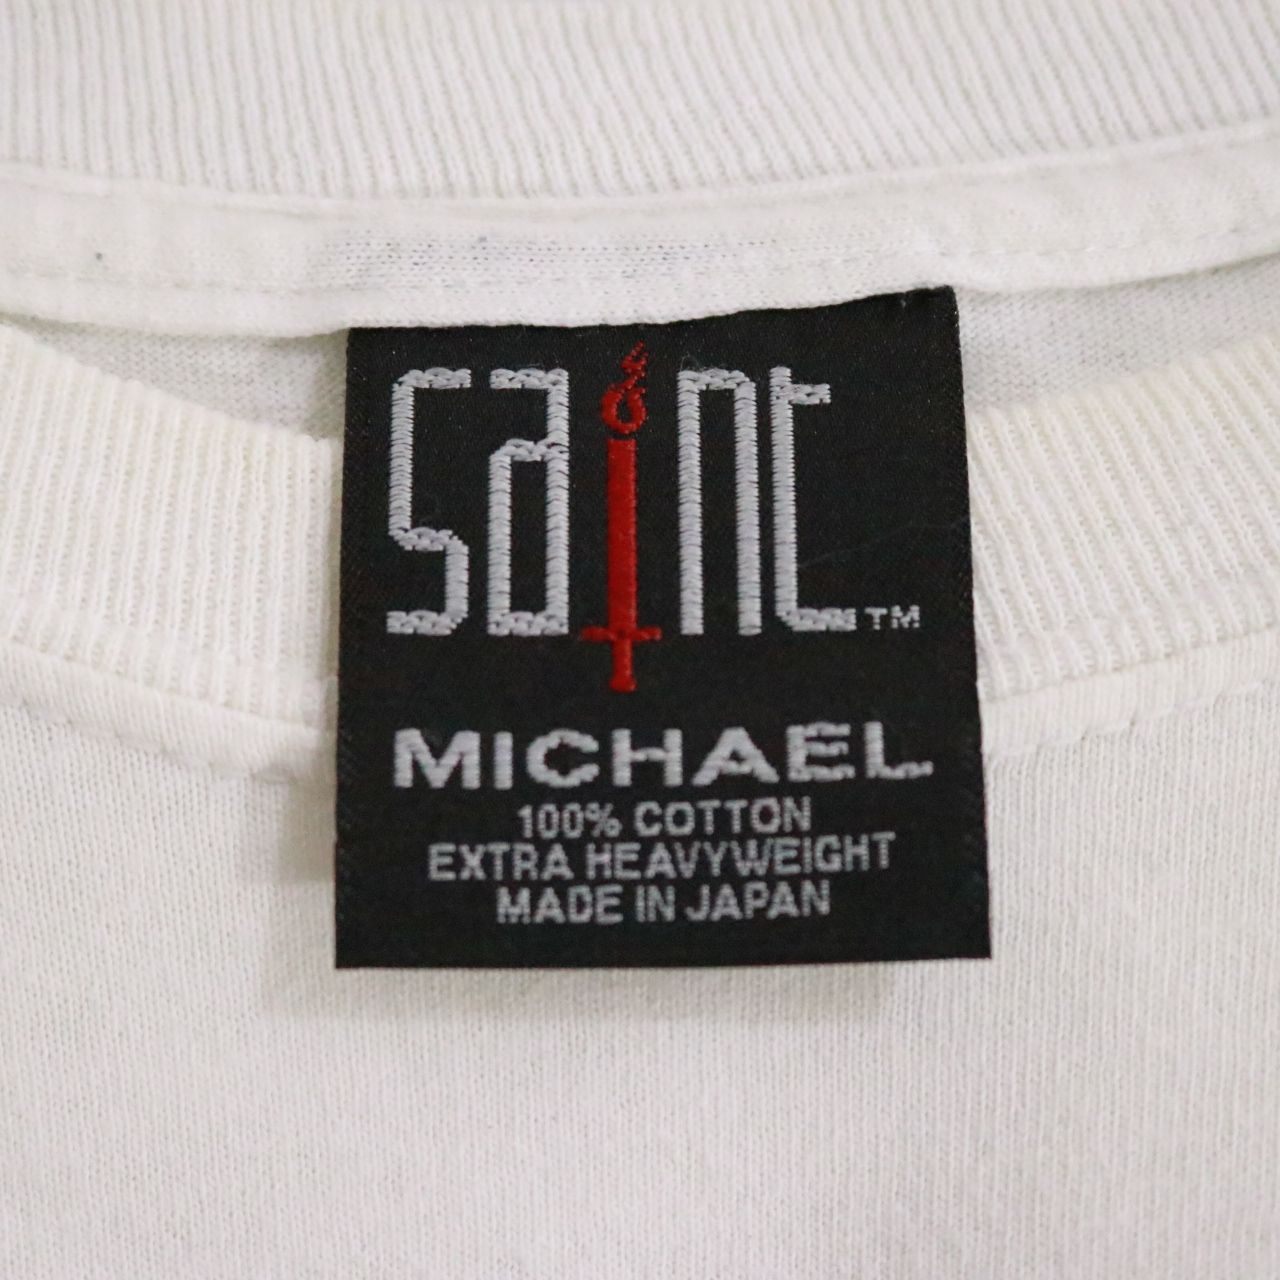 saint™
MICHAEL
100% COTTON
EXTRA HEAVYWEIGHT
MADE IN JAPAN